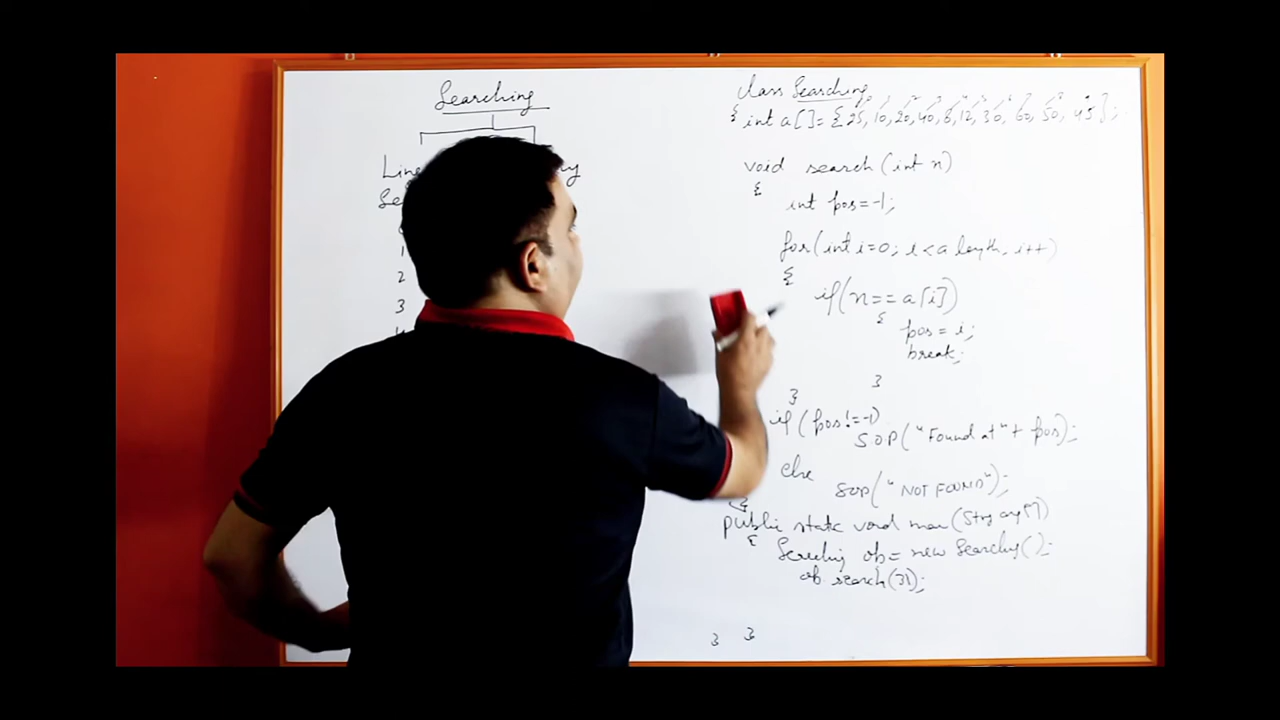 Searching
Line
Se
1
2
3
class Searching
{ int a[] = {25, 10, 20, 40, 6, 12, 30, 60, 50, 45};
void search (int n)
{
int pos = -1;
for (int i=0; i<a.length, i++)
{
if (n == a[i])
{
pos = i;
break;
}
}
if (pos != -1)
SOP("Found at" + pos);
else
SOP("NOT FOUND");
}
public static void main (String args[])
{
Searching ob = new Searching();
ob search(31);
} }